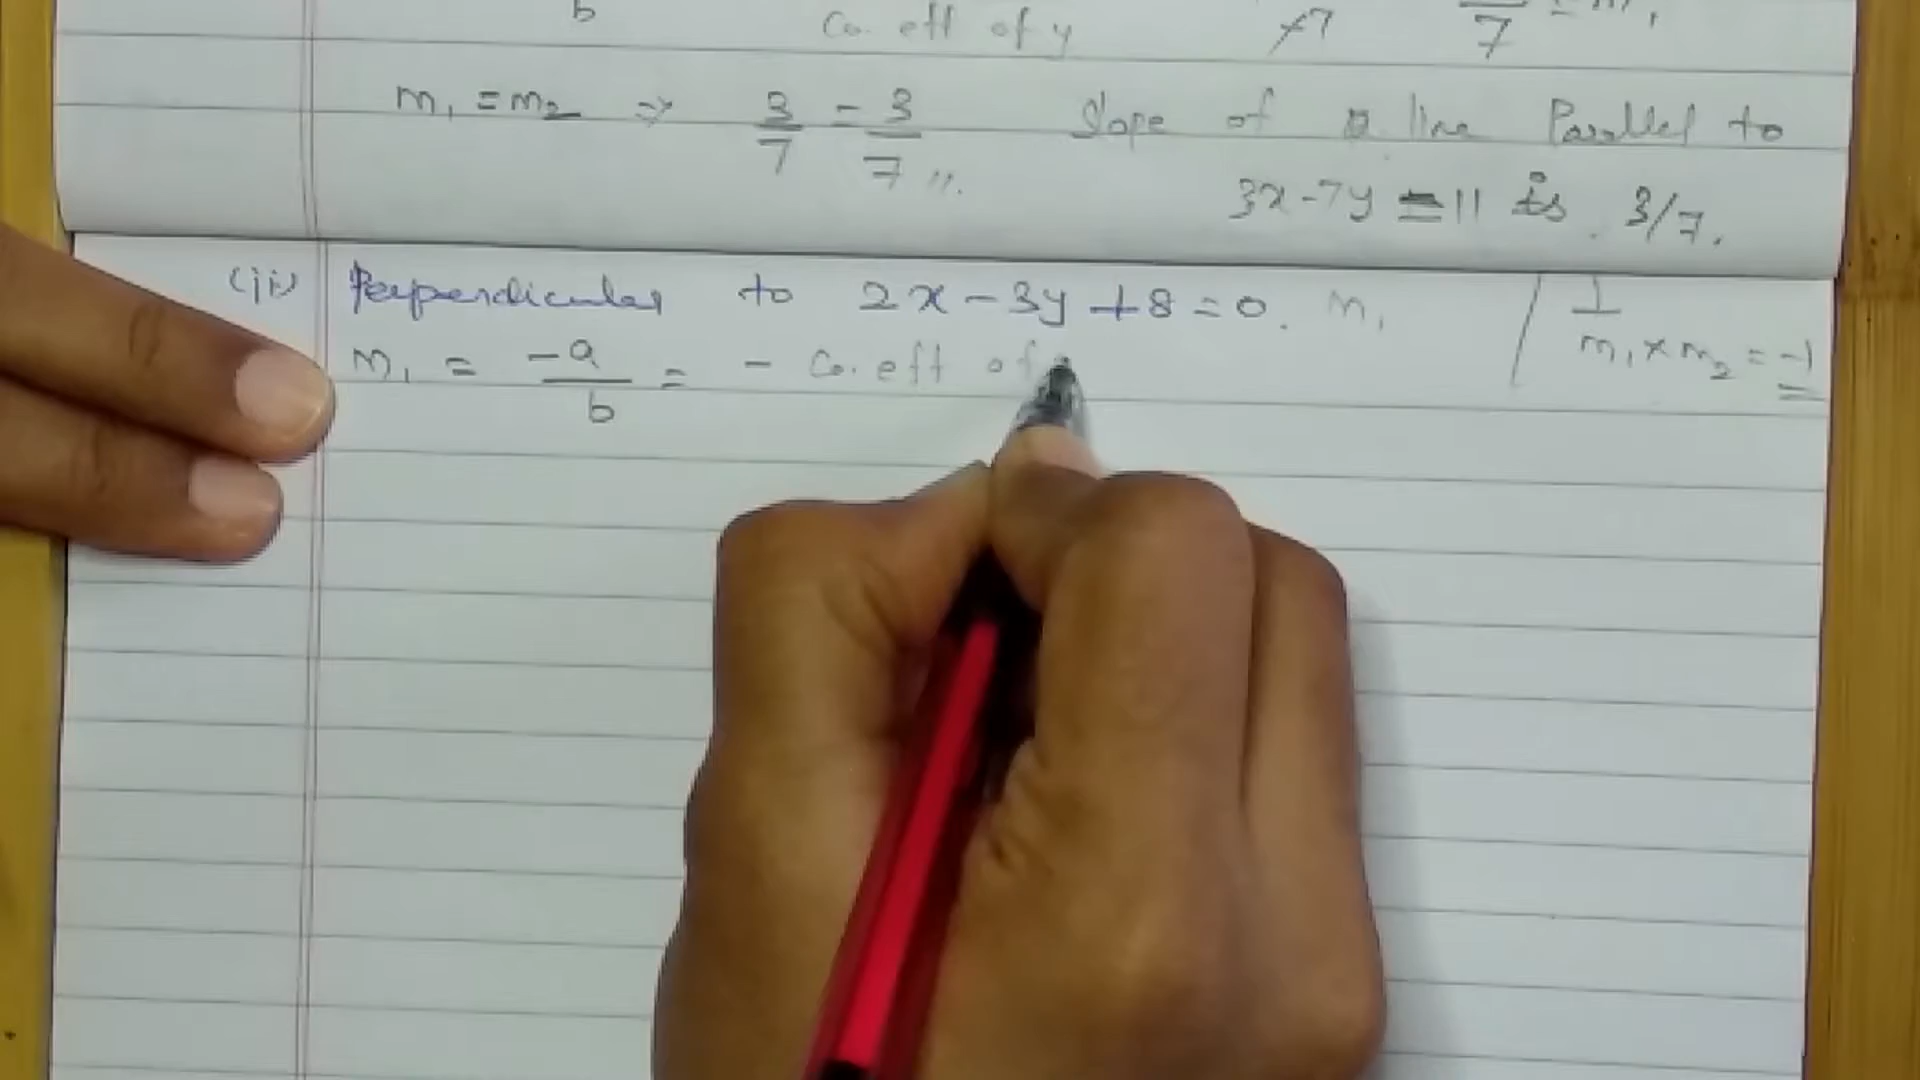 b Co. eff of y 7 7
m₁ = m₂ ⇒ 3/7 = 3/7 ,,. Slope of a line Parallel to
3x-7y = 11 is 3/7.
(ii) Perpendicular to 2x - 3y + 8 = 0. m₁ ⊥
m₁ = -a/b = - Co. eff of m₁ x m₂ = -1